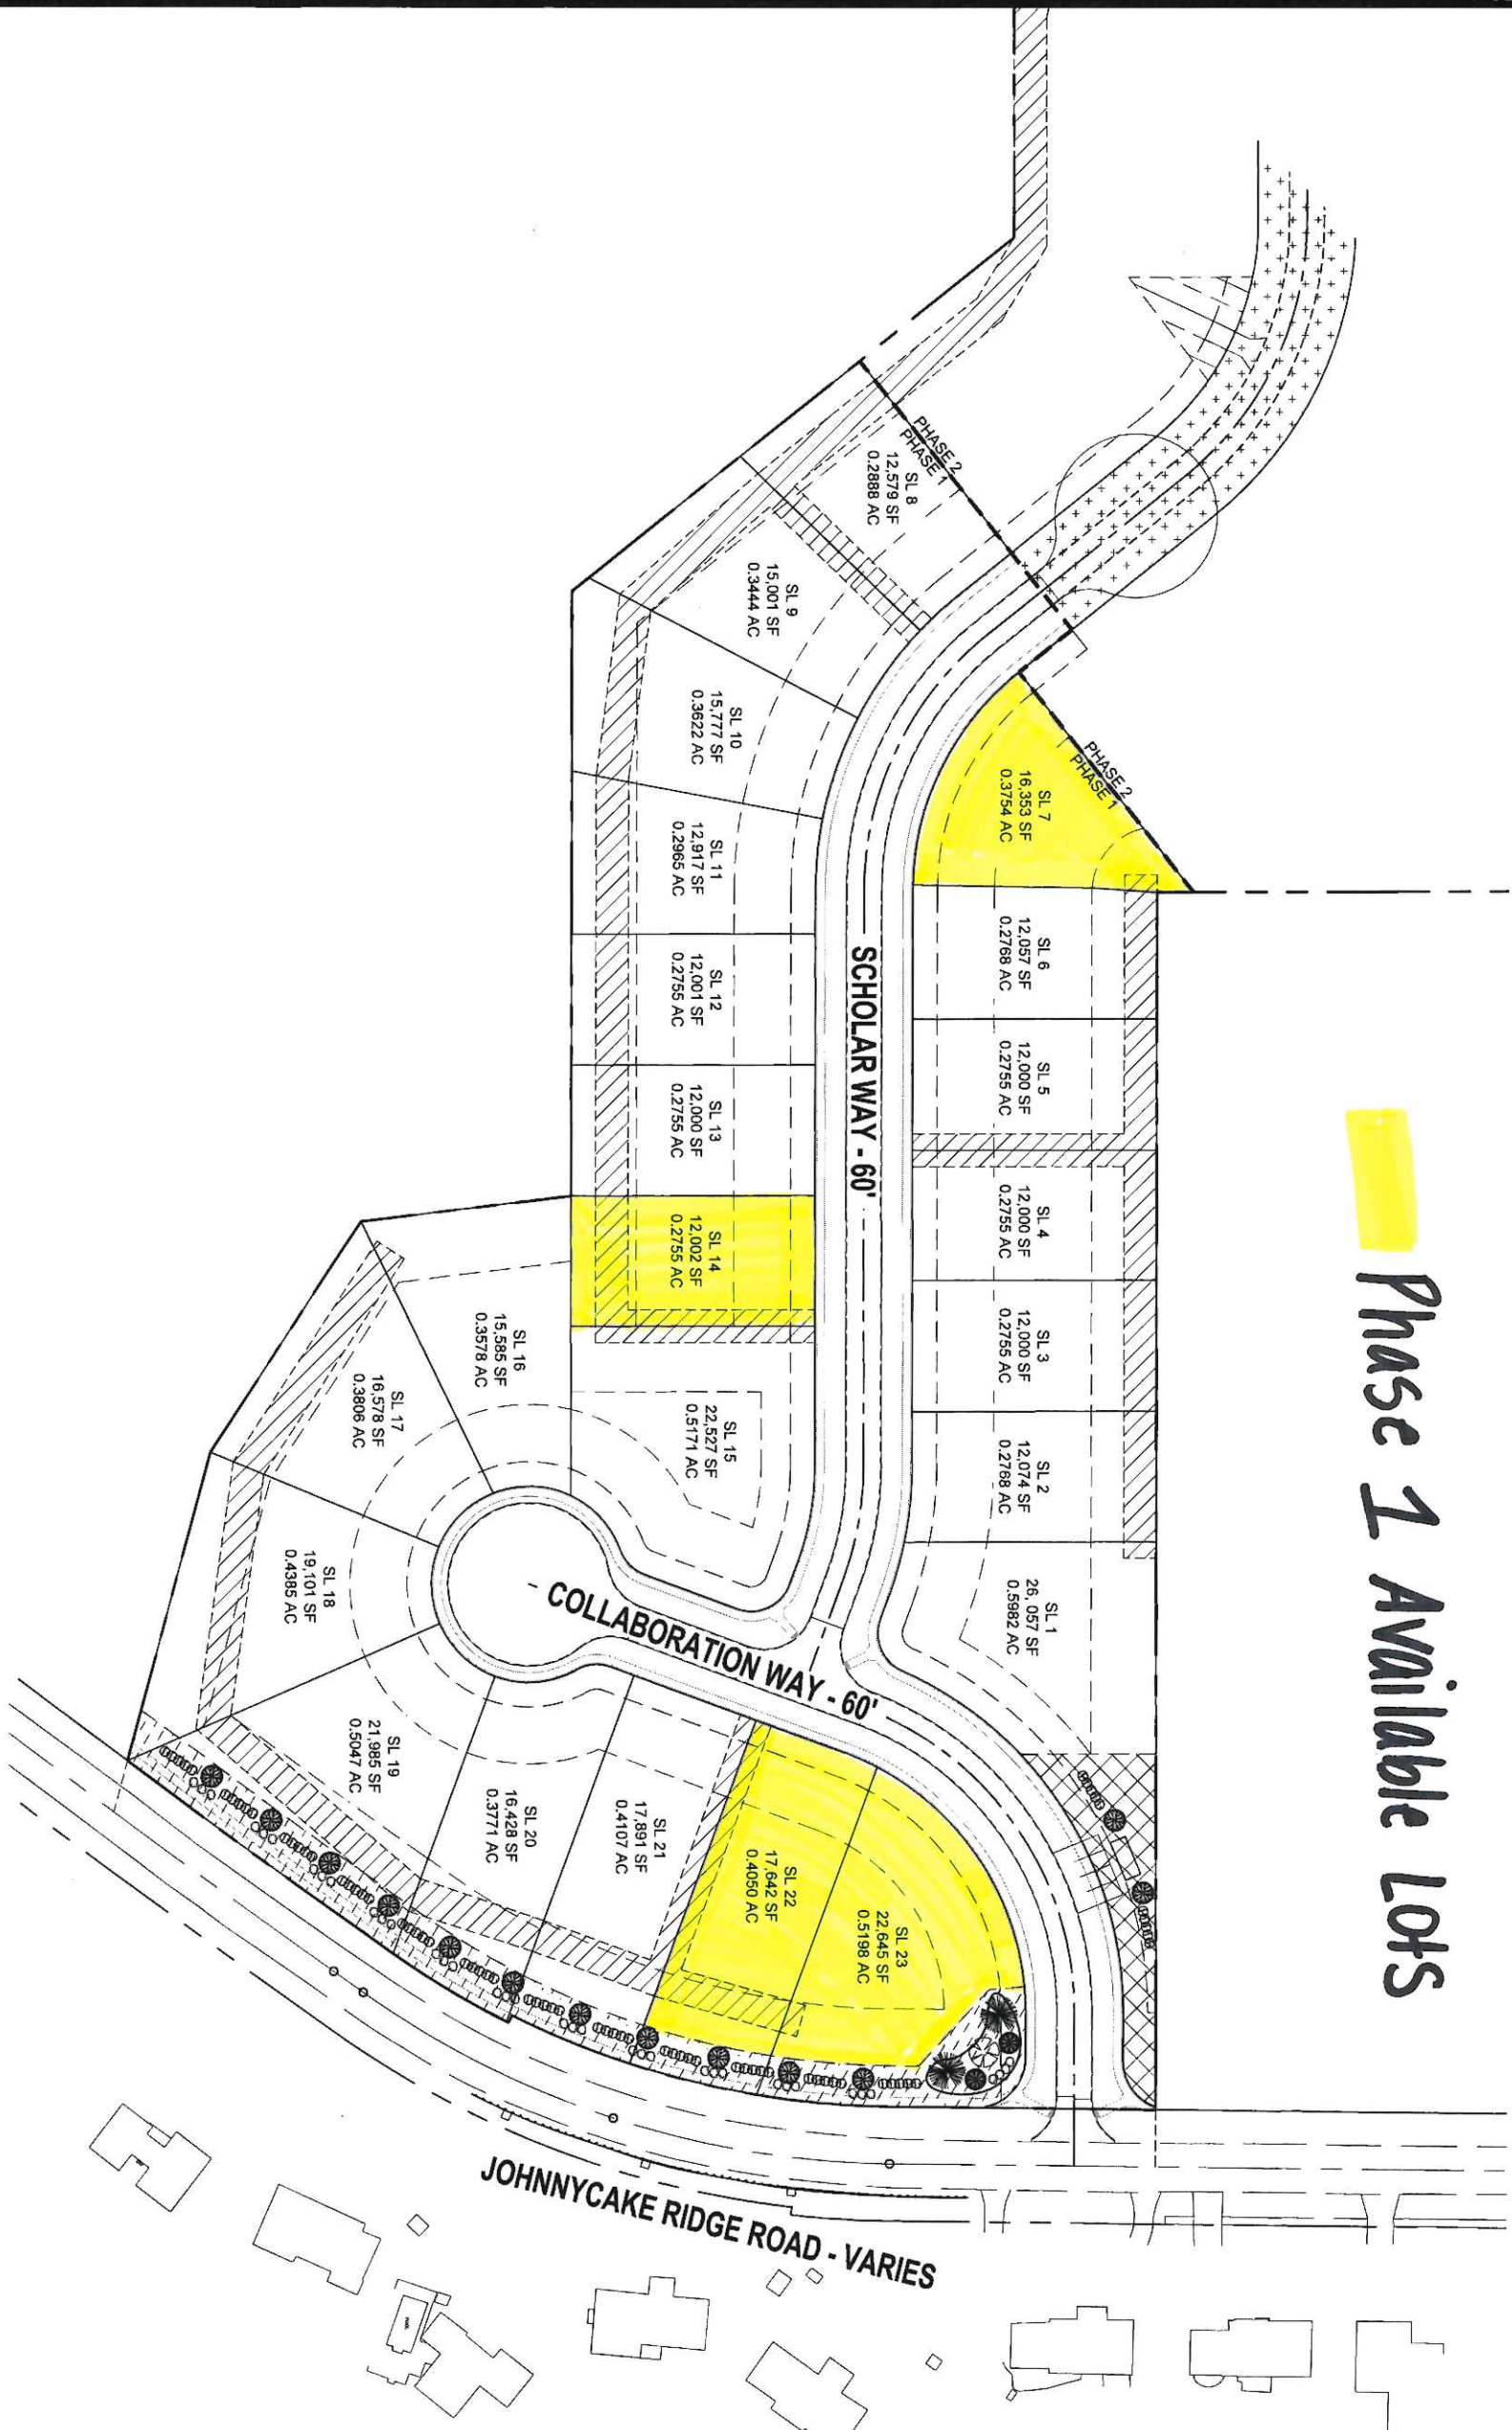 Phase 1 Available Lots
PHASE 2
PHASE 1
PHASE 2
PHASE 1
SL 8
12,579 SF
0.2888 AC
SL 9
15,001 SF
0.3444 AC
SL 10
15,777 SF
0.3622 AC
SL 11
12,917 SF
0.2965 AC
SL 12
12,001 SF
0.2755 AC
SL 13
12,000 SF
0.2755 AC
SL 14
12,002 SF
0.2755 AC
SL 15
22,527 SF
0.5171 AC
SL 16
15,585 SF
0.3578 AC
SL 17
16,578 SF
0.3806 AC
SL 18
19,101 SF
0.4385 AC
SL 19
21,985 SF
0.5047 AC
SL 20
16,428 SF
0.3771 AC
SL 21
17,891 SF
0.4107 AC
SL 22
17,642 SF
0.4050 AC
SL 23
22,645 SF
0.5198 AC
SL 7
16,353 SF
0.3754 AC
SL 6
12,057 SF
0.2768 AC
SL 5
12,000 SF
0.2755 AC
SL 4
12,000 SF
0.2755 AC
SL 3
12,000 SF
0.2755 AC
SL 2
12,074 SF
0.2768 AC
SL 1
26,057 SF
0.5982 AC
SCHOLAR WAY - 60'
COLLABORATION WAY - 60'
JOHNNYCAKE RIDGE ROAD - VARIES